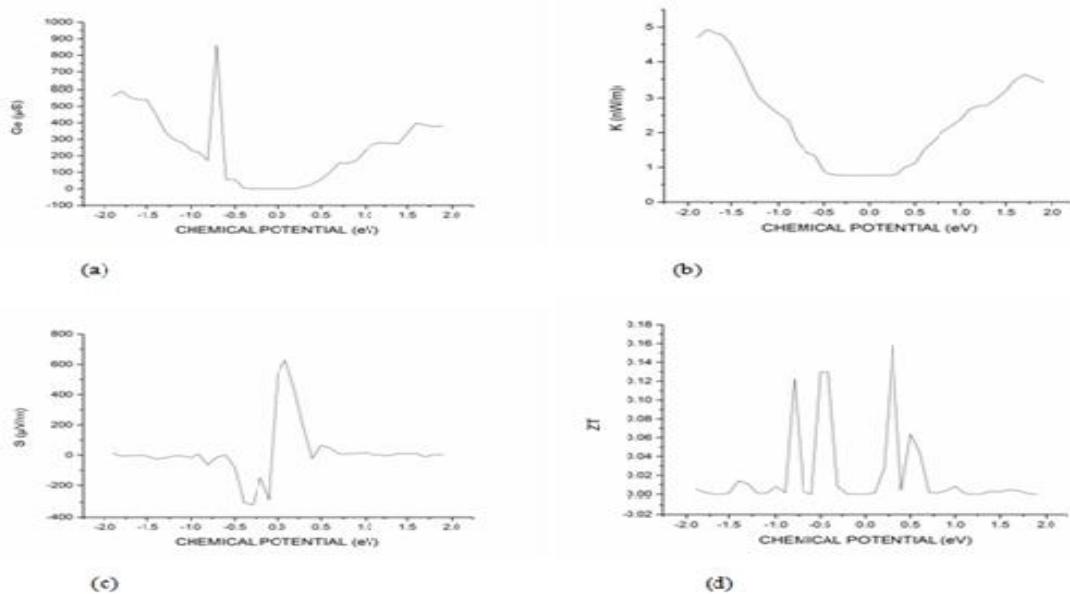 1000
900
800
700
600
500
400
300
200
100
0
-100
Ge (µS)
-2.0 -1.5 -1.0 -0.5 0.0 0.5 1.0 1.5 2.0
CHEMICAL POTENTIAL (eV)
(a)
5
4
3
2
1
0
K (nW/m)
-2.0 -1.5 -1.0 -0.5 0.0 0.5 1.0 1.5 2.0
CHEMICAL POTENTIAL (eV)
(b)
800
600
400
200
0
-200
-400
S (µV/m)
-2.0 -1.5 -1.0 -0.5 0.0 0.5 1.0 1.5 2.0
CHEMICAL POTENTIAL (eV)
(c)
0.18
0.16
0.14
0.12
0.10
0.08
0.06
0.04
0.02
0.00
-0.02
ZT
-2.0 -1.5 -1.0 -0.5 0.0 0.5 1.0 1.5 2.0
CHEMICAL POTENTIAL (eV)
(d)